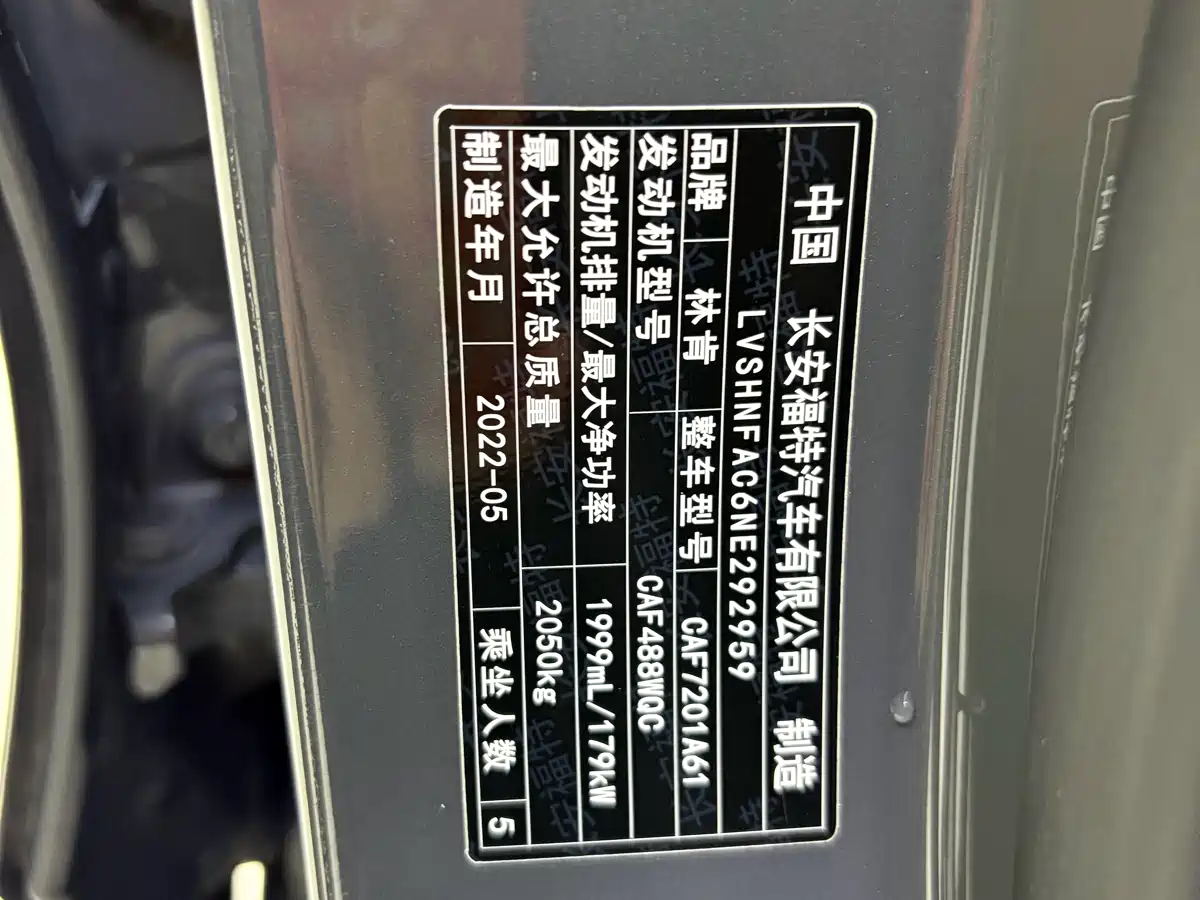 中国 长安福特汽车有限公司 制造
LVSHNFAC6NE292959
品牌 林肯 整车型号 CAF7201A61
发动机型号 CAF488WQC
发动机排量/最大净功率 1999mL/179kW
最大允许总质量 2050kg
制造年月 2022-05 乘坐人数 5